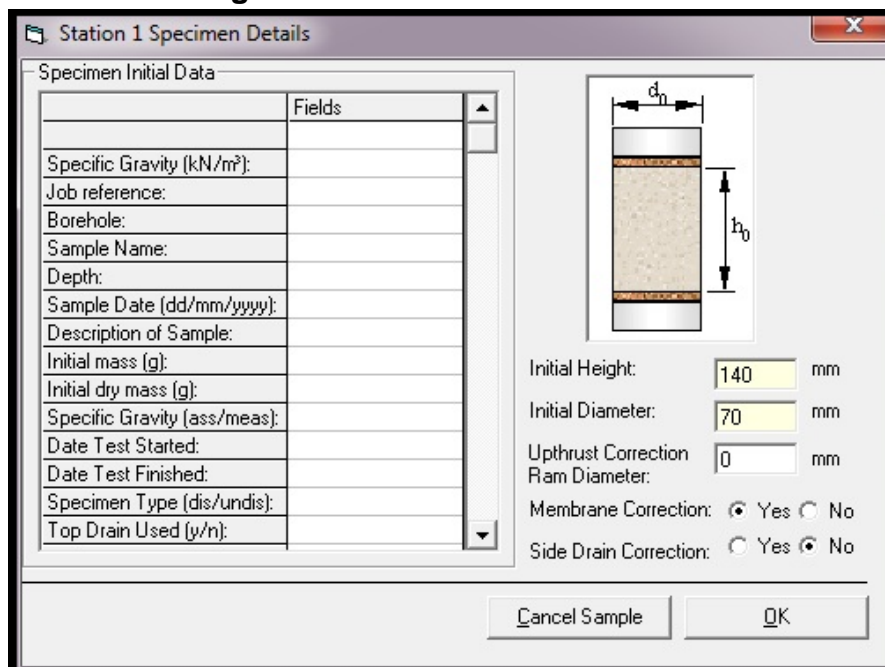 Station 1 Specimen Details
Specimen Initial Data
Fields
Specific Gravity (kN/m³):
Job reference:
Borehole:
Sample Name:
Depth:
Sample Date (dd/mm/yyyy):
Description of Sample:
Initial mass (g):
Initial dry mass (g):
Specific Gravity (ass/meas):
Date Test Started:
Date Test Finished:
Specimen Type (dis/undis):
Top Drain Used (y/n):
d0
h0
Initial Height: 140 mm
Initial Diameter: 70 mm
Upthrust Correction
Ram Diameter: 0 mm
Membrane Correction: Yes No
Side Drain Correction: Yes No
Cancel Sample OK